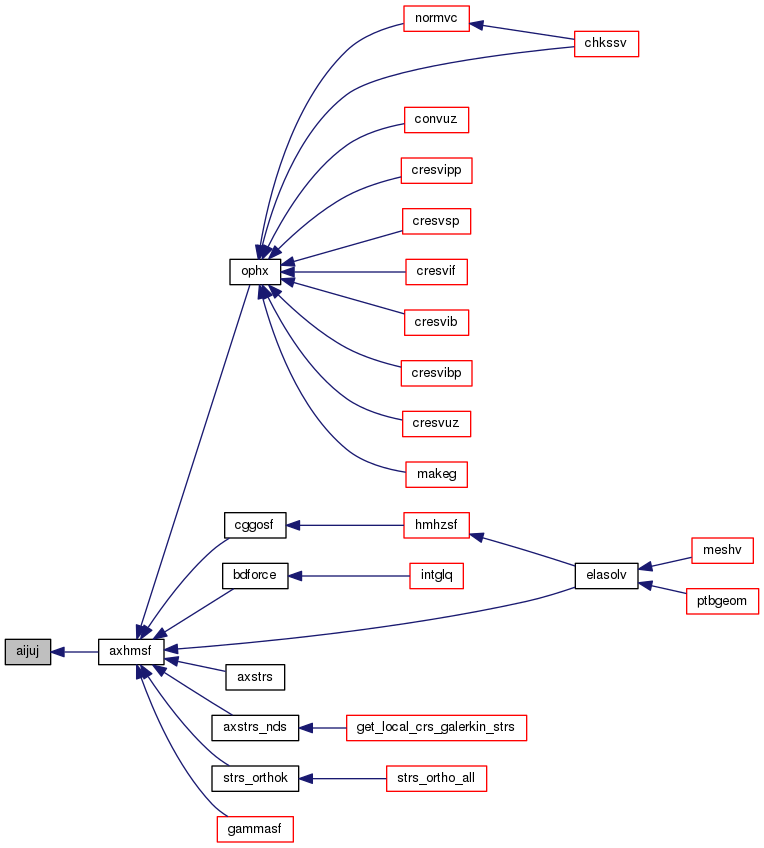 normvc
chkssv
convuz
cresvipp
cresvsp
ophx
cresvif
cresvib
cresvibp
cresvuz
makeg
cggosf
hmhzsf
meshv
bdforce
intglq
elasolv
ptbgeom
aijuj
axhmsf
axstrs
axstrs_nds
get_local_crs_galerkin_strs
strs_orthok
strs_ortho_all
gammasf